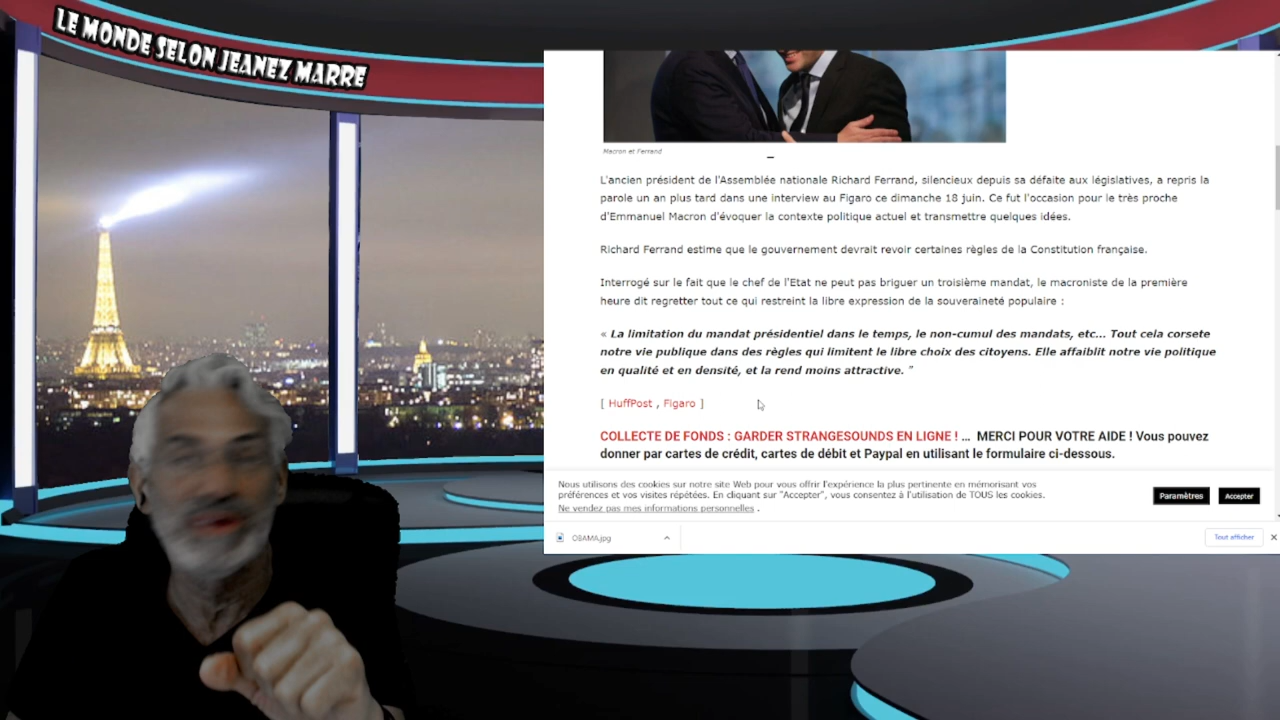 LE MONDE SELON JEANEZ MARRE
Macron et Ferrand
L'ancien président de l'Assemblée nationale Richard Ferrand, silencieux depuis sa défaite aux législatives, a repris la
parole un an plus tard dans une interview au Figaro ce dimanche 18 juin. Ce fut l'occasion pour le très proche
d'Emmanuel Macron d'évoquer la contexte politique actuel et transmettre quelques idées.
Richard Ferrand estime que le gouvernement devrait revoir certaines règles de la Constitution française.
Interrogé sur le fait que le chef de l'Etat ne peut pas briguer un troisième mandat, le macroniste de la première
heure dit regretter tout ce qui restreint la libre expression de la souveraineté populaire :
« La limitation du mandat présidentiel dans le temps, le non-cumul des mandats, etc... Tout cela corsete
notre vie publique dans des règles qui limitent le libre choix des citoyens. Elle affaiblit notre vie politique
en qualité et en densité, et la rend moins attractive. "
[ HuffPost , Figaro ]
COLLECTE DE FONDS : GARDER STRANGESOUNDS EN LIGNE ! ... MERCI POUR VOTRE AIDE ! Vous pouvez
donner par cartes de crédit, cartes de débit et Paypal en utilisant le formulaire ci-dessous.
Nous utilisons des cookies sur notre site Web pour vous offrir l'expérience la plus pertinente en mémorisant vos
préférences et vos visites répétées. En cliquant sur "Accepter", vous consentez à l'utilisation de TOUS les cookies.
Ne vendez pas mes informations personnelles .
Paramètres
Accepter
OBAMA.jpg
Tout afficher